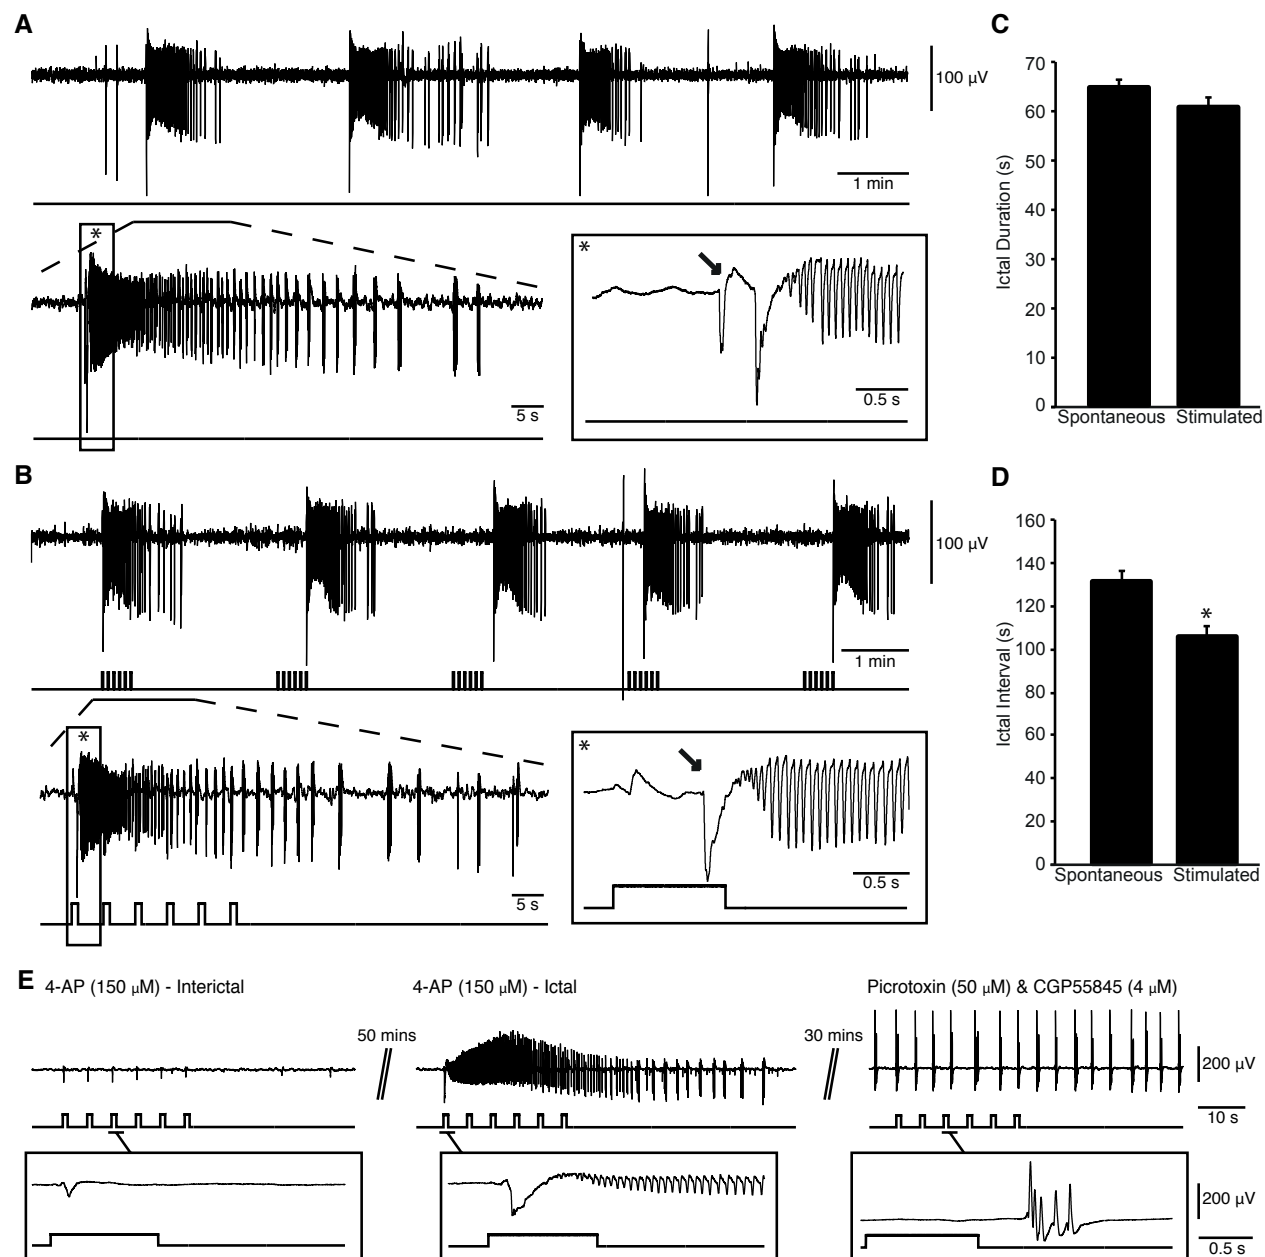 A
100 µV
1 min
*
5 s
*
0.5 s
B
100 µV
1 min
*
5 s
*
0.5 s
C
Ictal Duration (s)
70
60
50
40
30
20
10
0
Spontaneous Stimulated
D
Ictal Interval (s)
160
140
120
100
80
60
40
20
0
*
Spontaneous Stimulated
E
4-AP (150 µM) - Interictal
50 mins
4-AP (150 µM) - Ictal
30 mins
Picrotoxin (50 µM) & CGP55845 (4 µM)
200 µV
10 s
200 µV
0.5 s